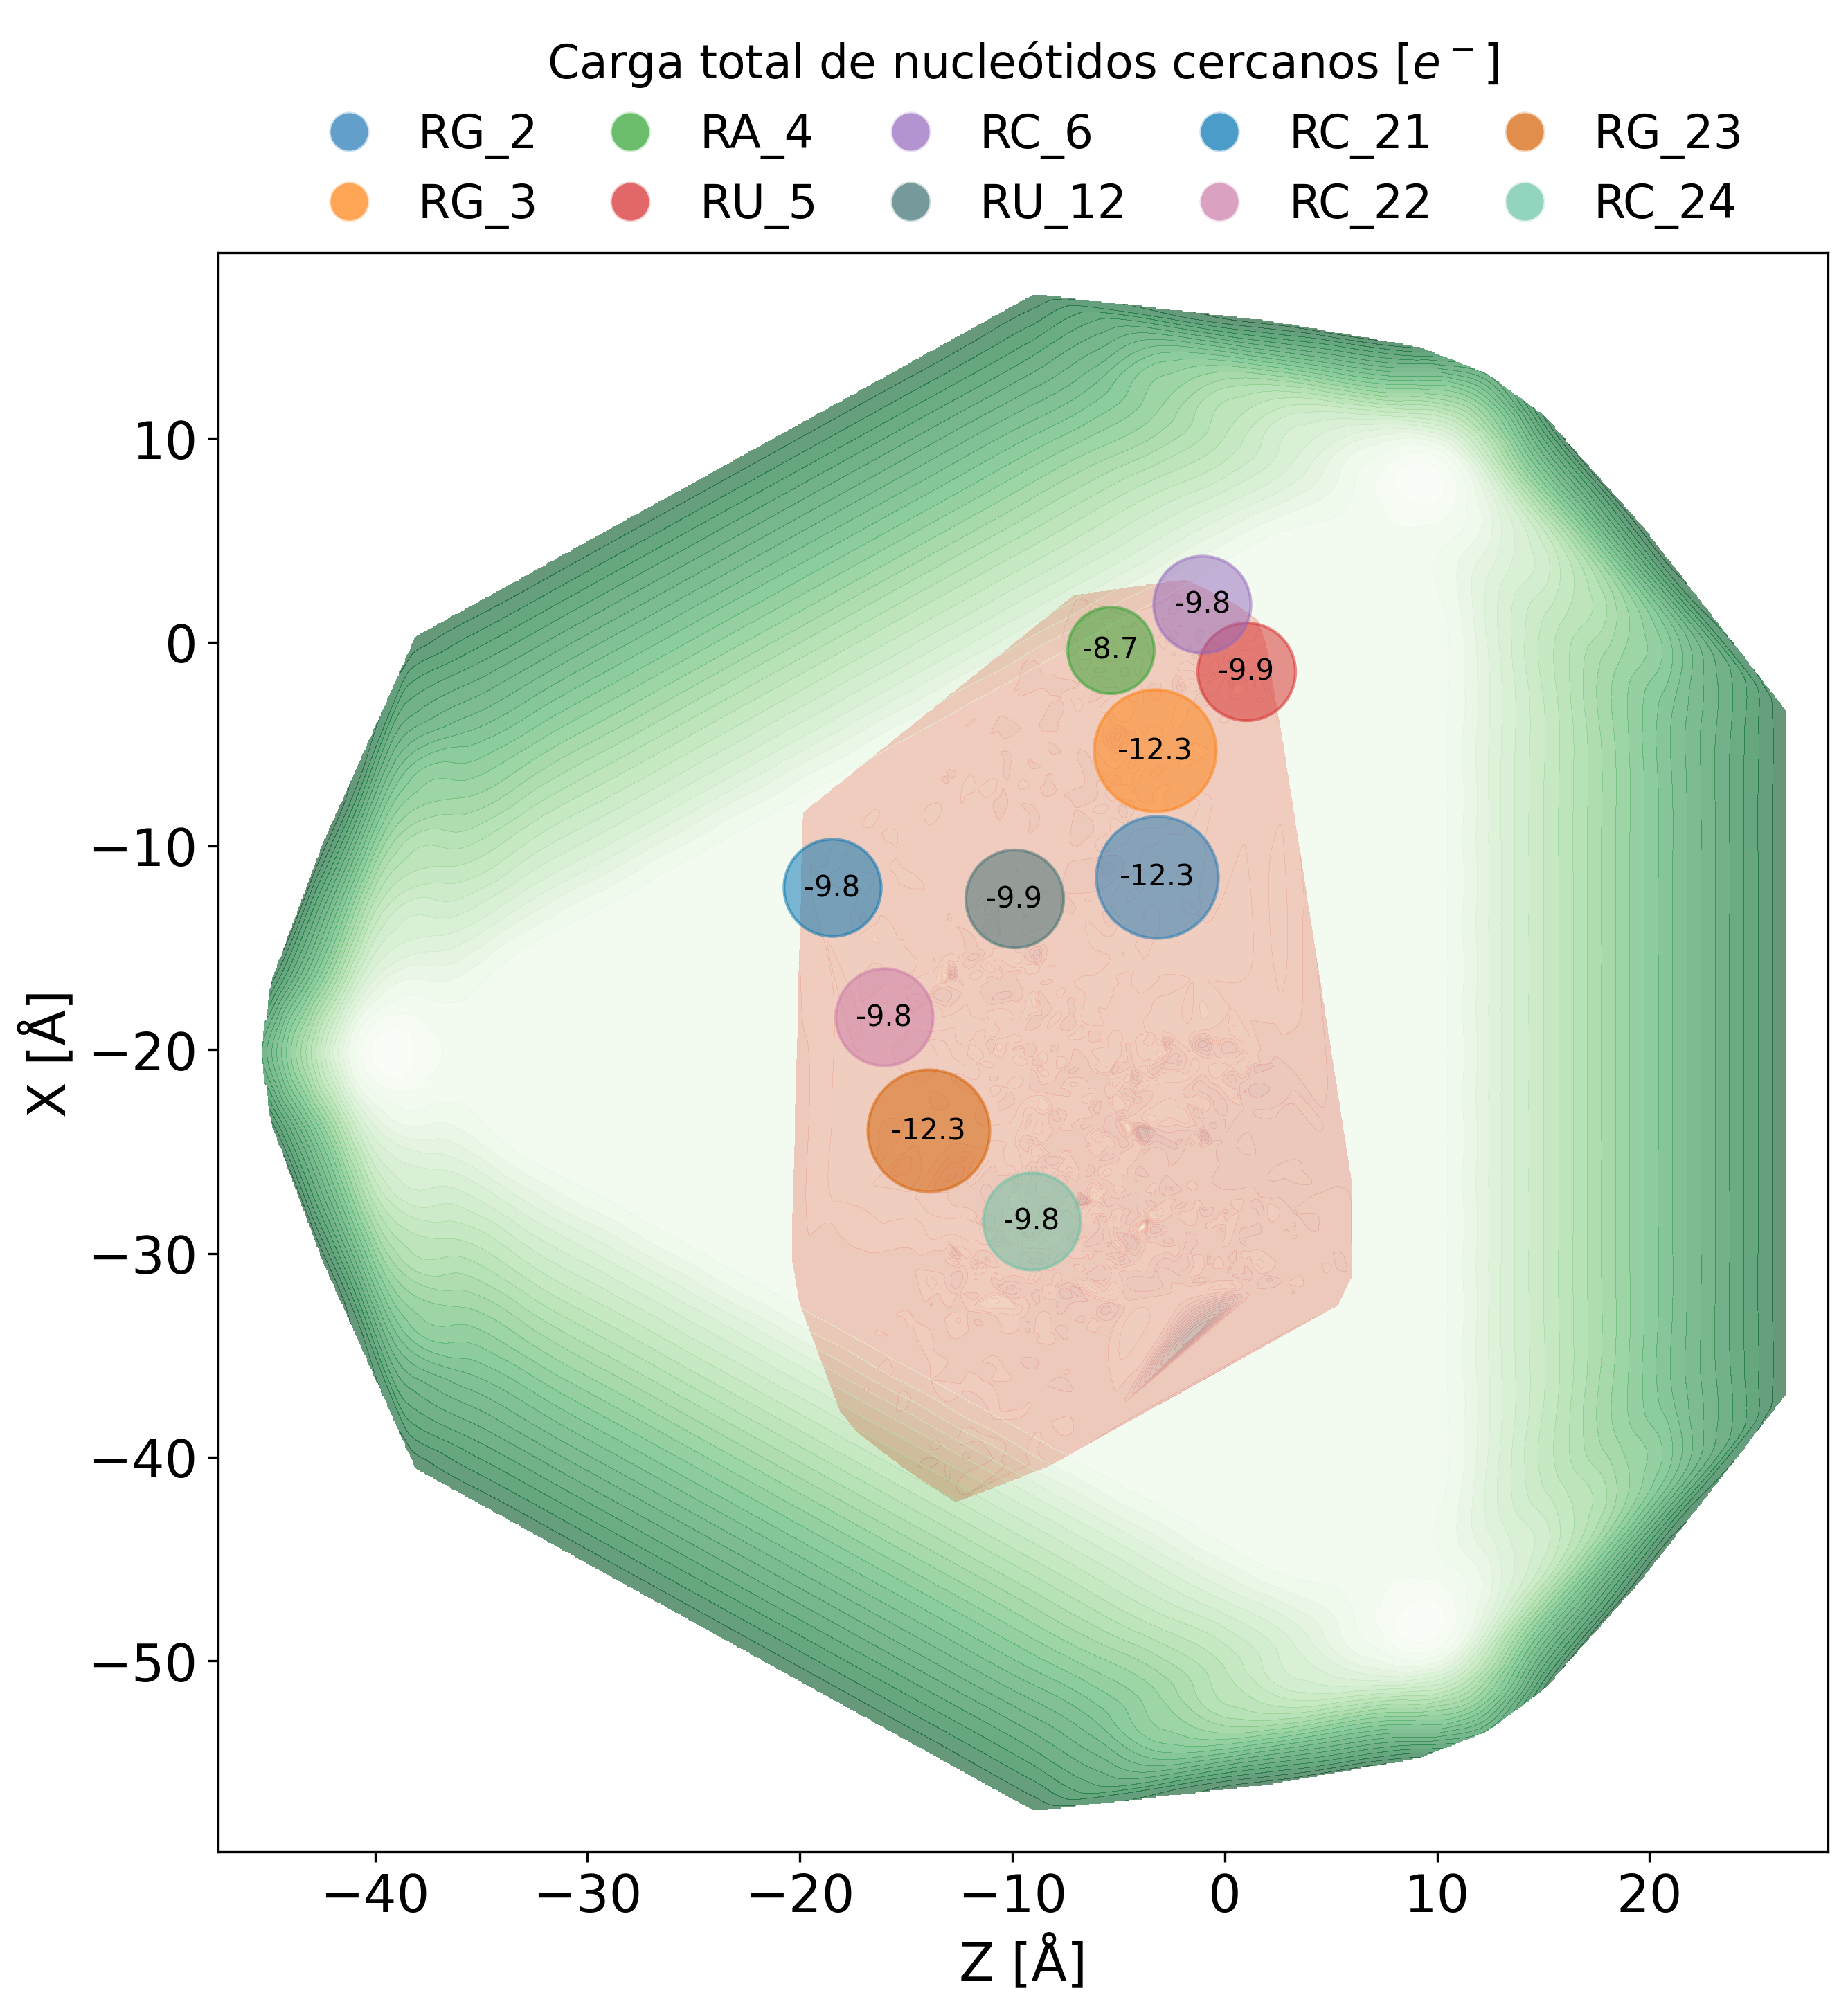 Carga total de nucleótidos cercanos [e⁻]
RG_2 RA_4 RC_6 RC_21 RG_23
RG_3 RU_5 RU_12 RC_22 RC_24
10
0
−10
−20
−30
−40
−50
X [Å]
-9.8
-8.7
-9.9
-12.3
-12.3
-9.8
-9.9
-9.8
-12.3
-9.8
−40 −30 −20 −10 0 10 20
Z [Å]